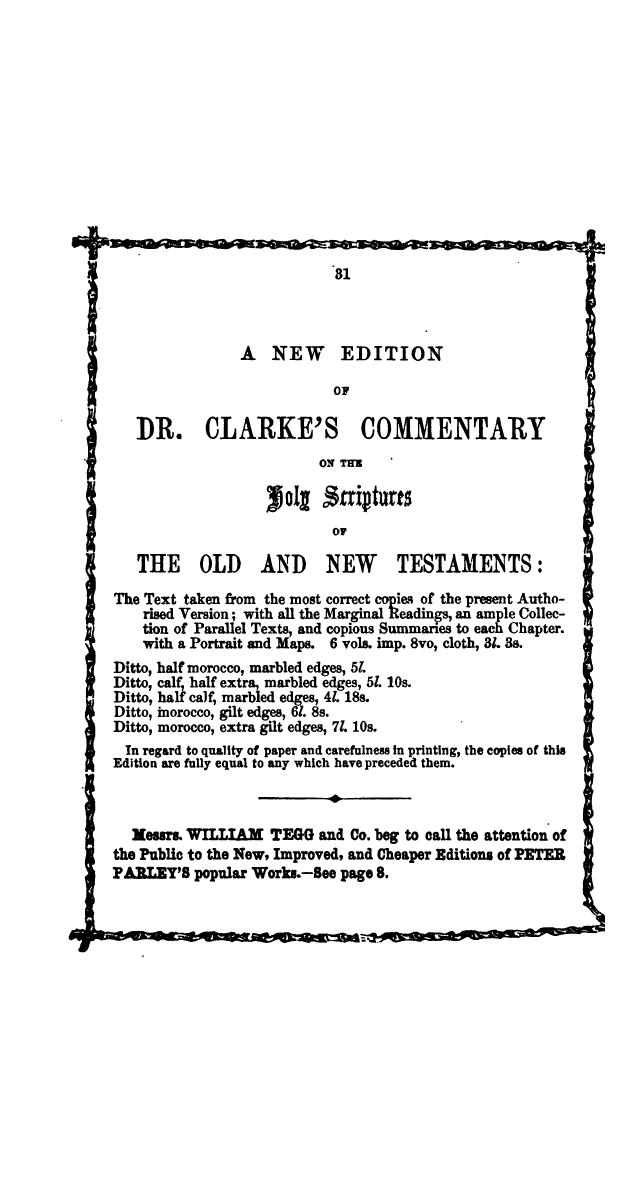 31
A NEW EDITION
OF
DR. CLARKE'S COMMENTARY
ON THE
Holy Scriptures
OF
THE OLD AND NEW TESTAMENTS:
The Text taken from the most correct copies of the present Autho-
rised Version; with all the Marginal Readings, an ample Collec-
tion of Parallel Texts, and copious Summaries to each Chapter.
with a Portrait and Maps. 6 vols. imp. 8vo, cloth, 3l. 3s.
Ditto, half morocco, marbled edges, 5l.
Ditto, calf, half extra, marbled edges, 5l. 10s.
Ditto, half calf, marbled edges, 4l. 18s.
Ditto, morocco, gilt edges, 6l. 8s.
Ditto, morocco, extra gilt edges, 7l. 10s.
In regard to quality of paper and carefulness in printing, the copies of this
Edition are fully equal to any which have preceded them.
Messrs. WILLIAM TEGG and Co. beg to call the attention of
the Public to the New, Improved, and Cheaper Editions of PETER
PARLEY'S popular Works.—See page 8.